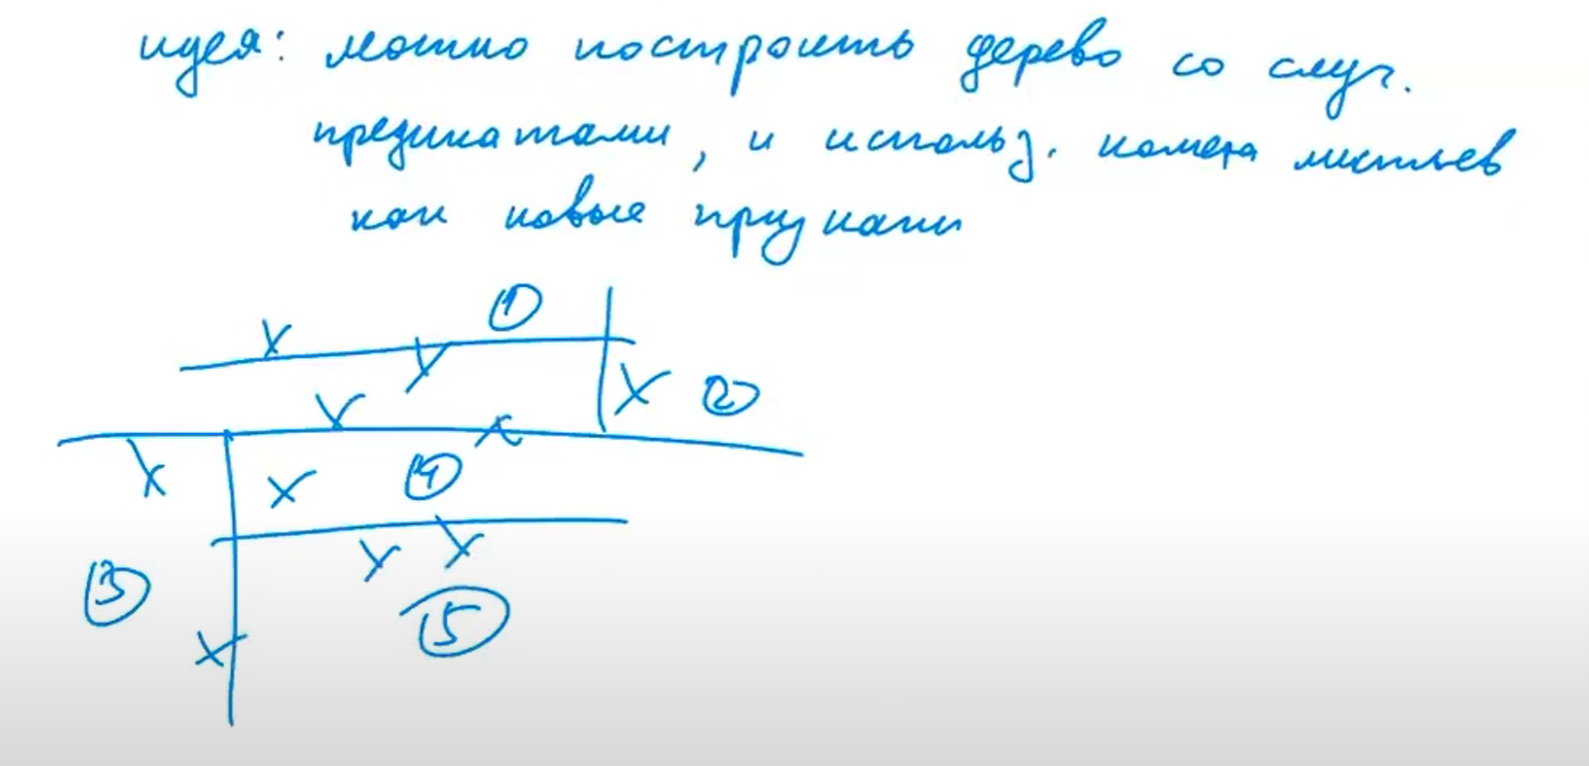 идея: можно построить дерево со случ.
предикатами, и использ. номера листьев
как новые признаки
1
2
4
3
5